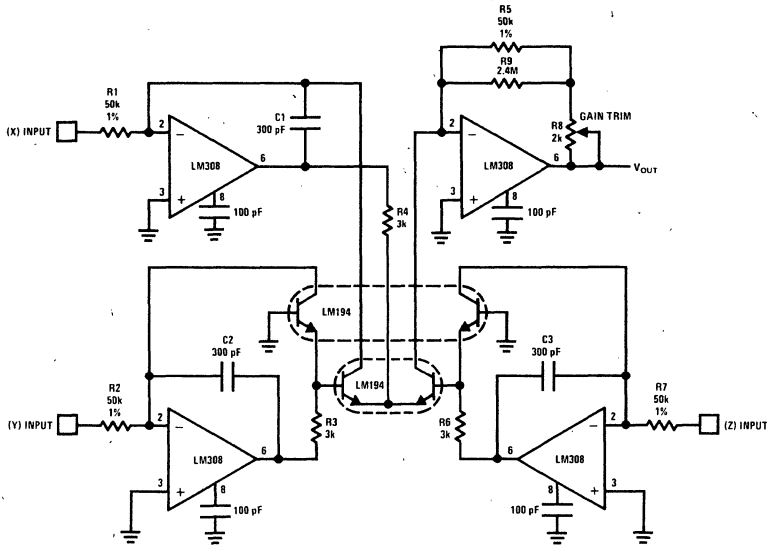 R5
50k
1%
R9
2.4M
R1
50k
1%
(X) INPUT
2
−
LM308
3
+
6
8
100 pF
C1
300 pF
R4
3k
2
−
LM308
3
+
6
8
100 pF
R8
2k
GAIN TRIM
VOUT
LM194
LM194
C2
300 pF
R2
50k
1%
(Y) INPUT
2
−
LM308
3
+
6
8
100 pF
R3
3k
R6
3k
C3
300 pF
R7
50k
1%
(Z) INPUT
2
−
LM308
3
+
6
8
100 pF